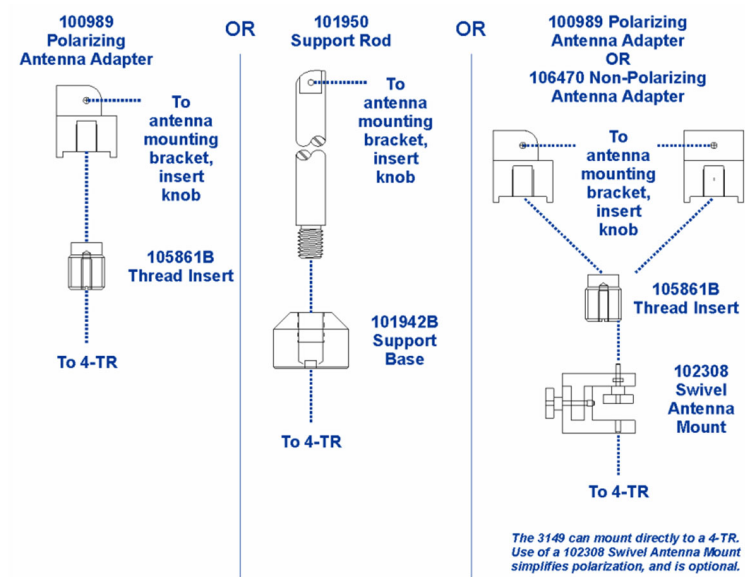 100989
Polarizing
Antenna Adapter
To
antenna
mounting
bracket,
insert
knob
105861B
Thread Insert
To 4-TR
OR
101950
Support Rod
To
antenna
mounting
bracket,
insert
knob
101942B
Support
Base
To 4-TR
OR
100989 Polarizing
Antenna Adapter
OR
106470 Non-Polarizing
Antenna Adapter
To
antenna
mounting
bracket,
insert
knob
105861B
Thread Insert
102308
Swivel
Antenna
Mount
To 4-TR
The 3149 can mount directly to a 4-TR.
Use of a 102308 Swivel Antenna Mount
simplifies polarization, and is optional.